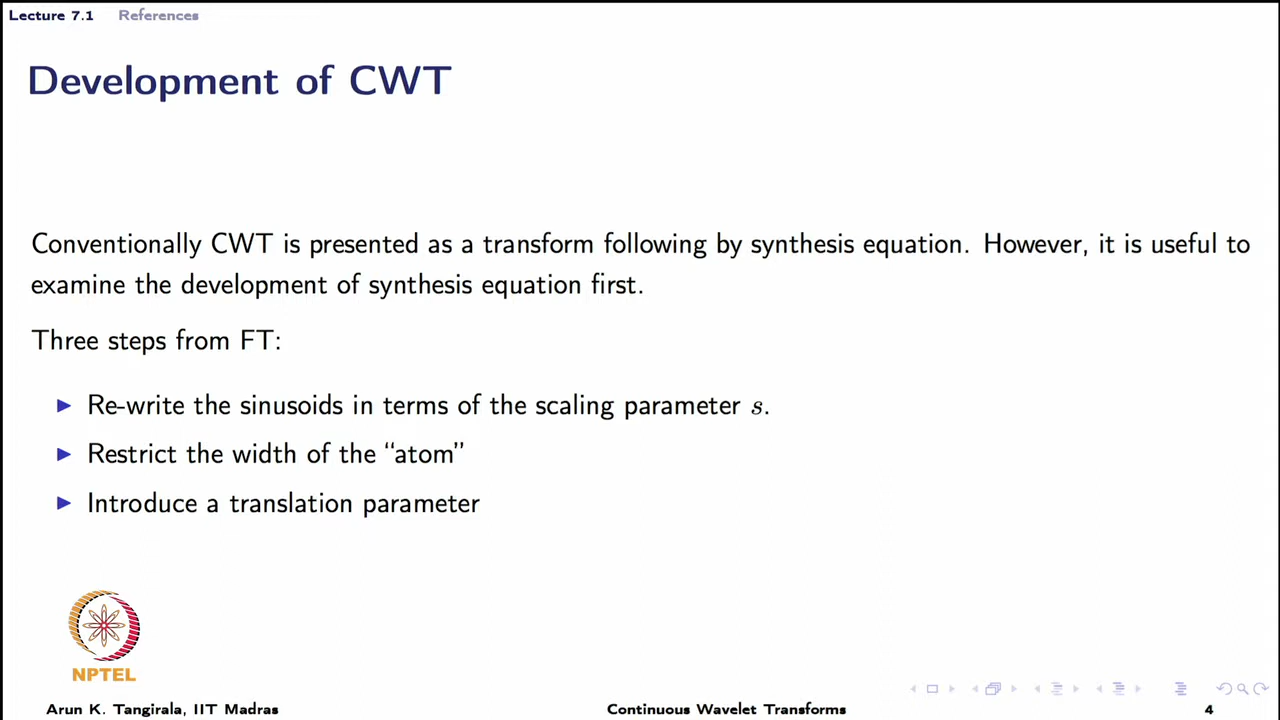 Lecture 7.1 References
Development of CWT
Conventionally CWT is presented as a transform following by synthesis equation. However, it is useful to
examine the development of synthesis equation first.
Three steps from FT:
Re-write the sinusoids in terms of the scaling parameter s.
Restrict the width of the “atom”
Introduce a translation parameter
NPTEL
Arun K. Tangirala, IIT Madras Continuous Wavelet Transforms 4